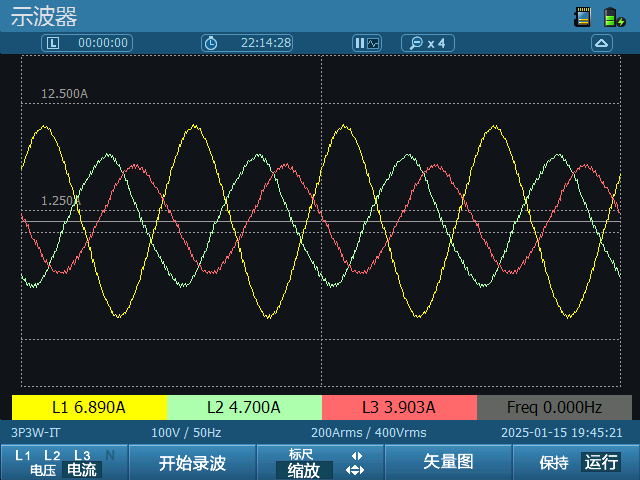 示波器
L 00:00:00 22:14:28 x 4
12.500A
1.250A
L1 6.890A L2 4.700A L3 3.903A Freq 0.000Hz
3P3W-IT 100V / 50Hz 200Arms / 400Vrms 2025-01-15 19:45:21
L1 L2 L3 N
电压 电流
开始录波
标尺
缩放
矢量图
保持 运行